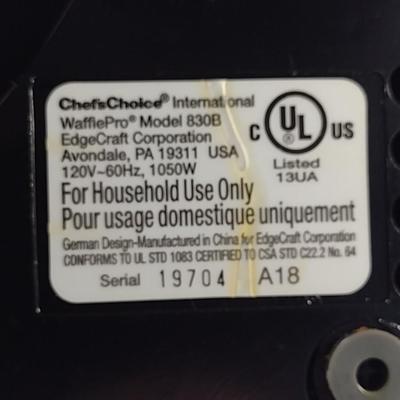 Chef'sChoice® International
WafflePro® Model 830B
EdgeCraft Corporation
Avondale, PA 19311 USA
120V~60Hz, 1050W
C UL® US
Listed
13UA
For Household Use Only
Pour usage domestique uniquement
German Design-Manufactured in China for EdgeCraft Corporation
CONFORMS TO UL STD 1083 CERTIFIED TO CSA STD C22.2 No. 64
Serial 19704 A18